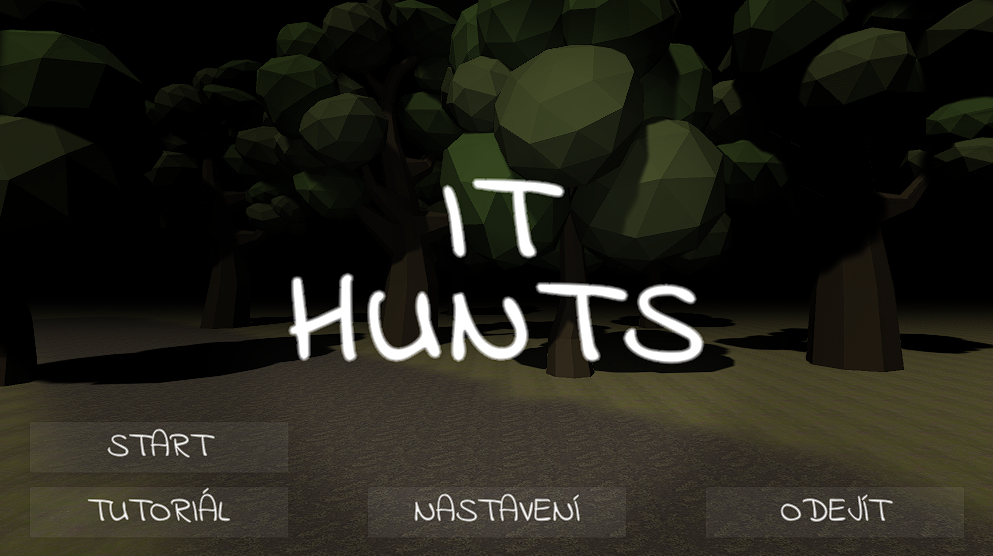 IT
HUNTS
START
TUTORIÁL
NASTAVENÍ
ODEJÍT